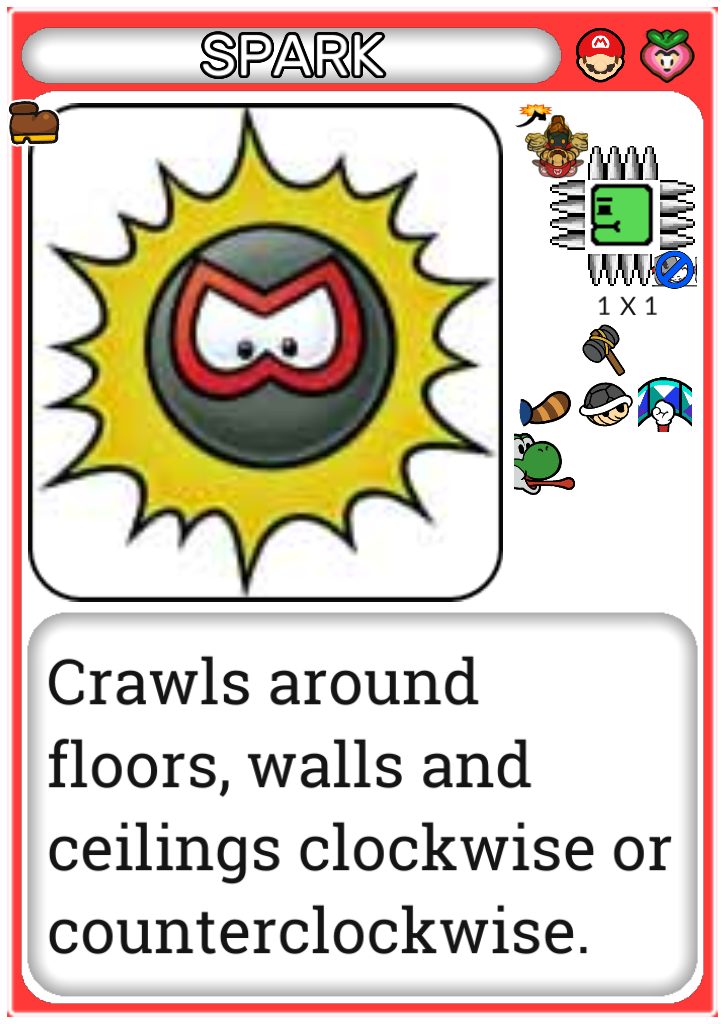 SPARK
1 X 1
Crawls around
floors, walls and
ceilings clockwise or
counterclockwise.